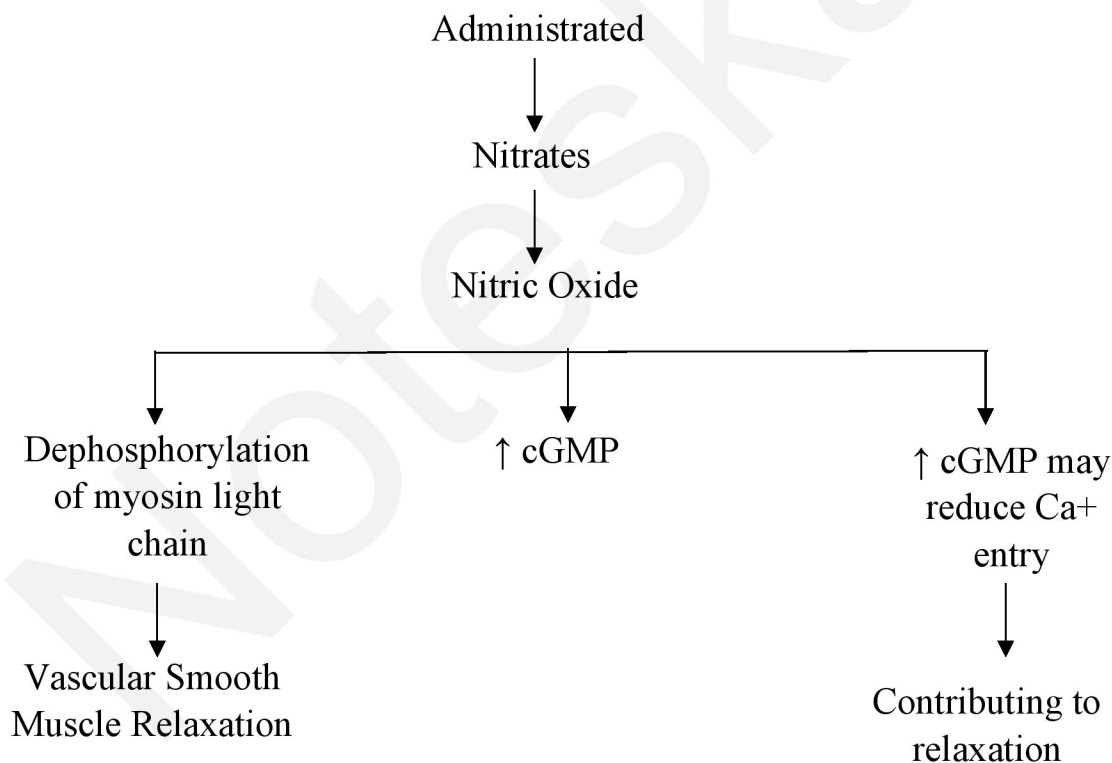 Administrated
Nitrates
Nitric Oxide
Dephosphorylation
of myosin light
chain
↑ cGMP
↑ cGMP may
reduce Ca+
entry
Vascular Smooth
Muscle Relaxation
Contributing to
relaxation
Noteska